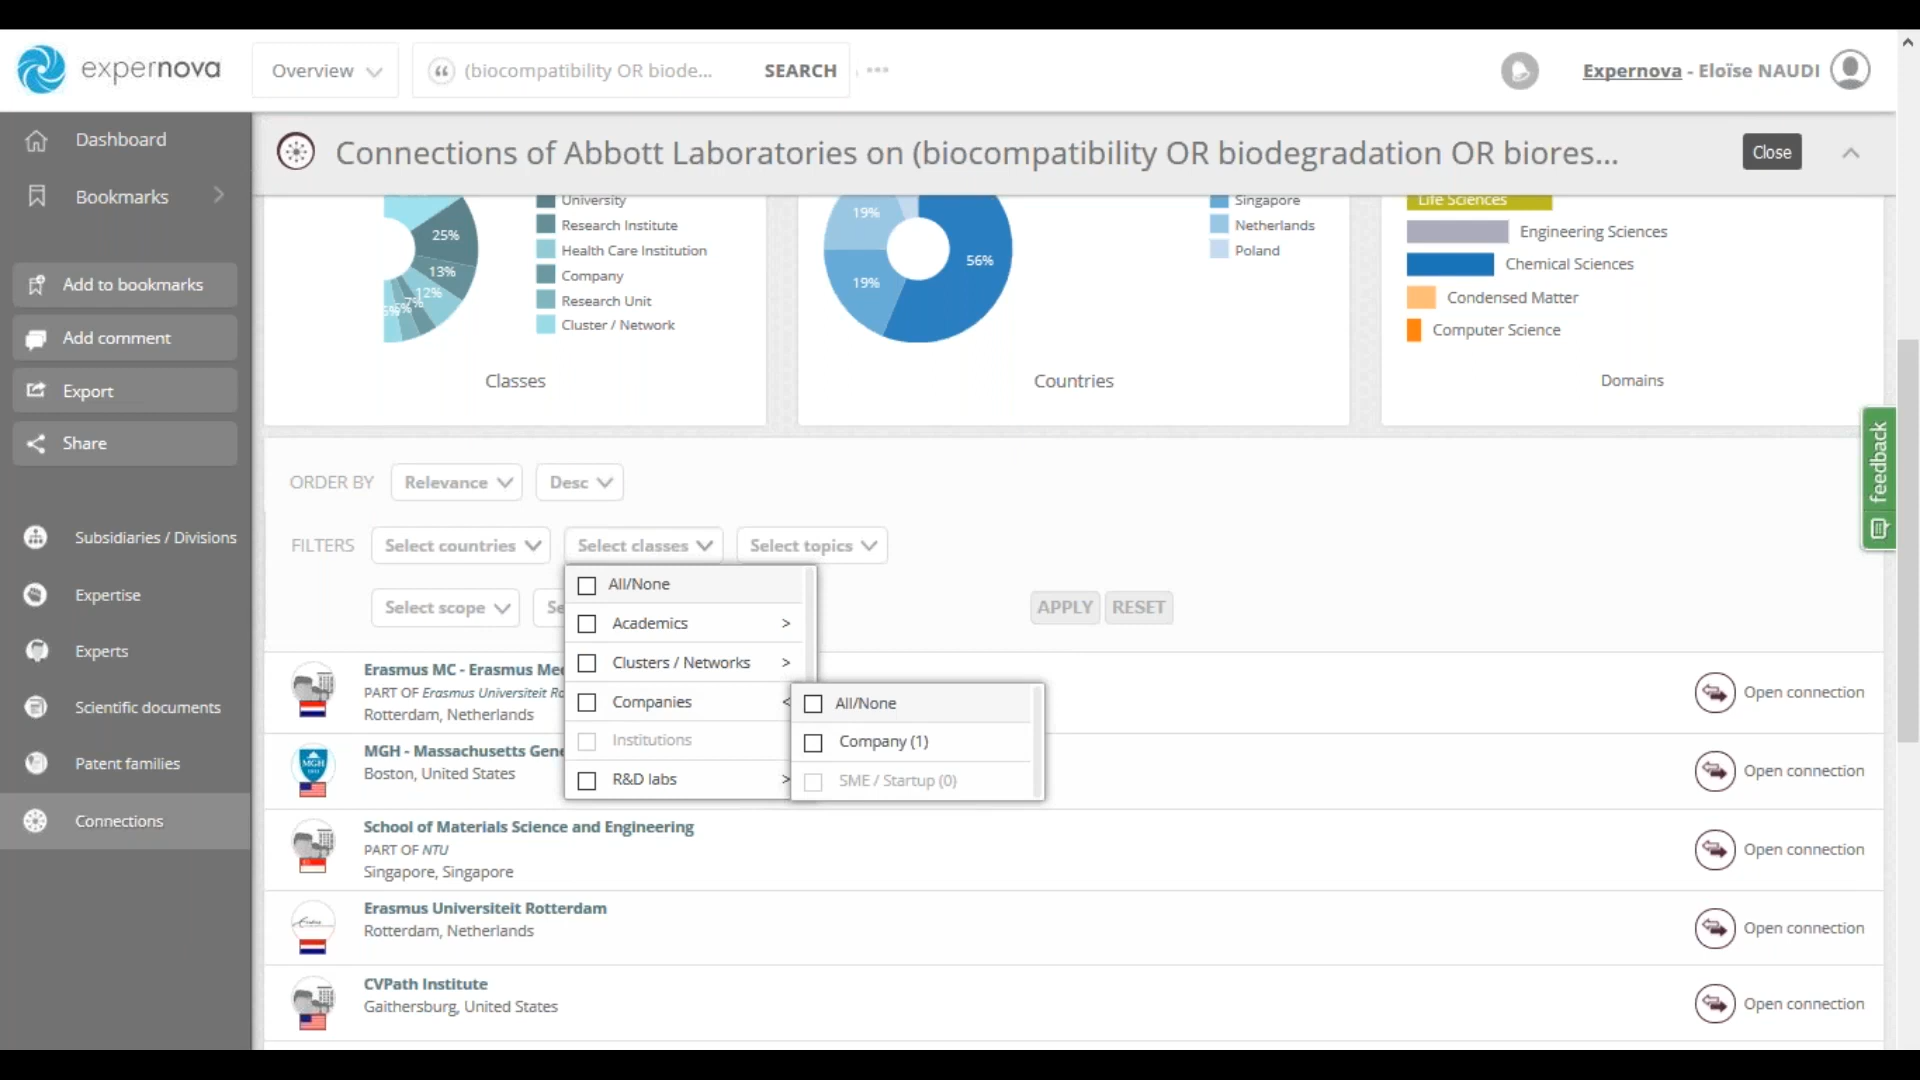 expernova
Overview
(biocompatibility OR biode...
SEARCH
Expernova - Eloïse NAUDI
Dashboard
Bookmarks
Add to bookmarks
Add comment
Export
Share
Subsidiaries / Divisions
Expertise
Experts
Scientific documents
Patent families
Connections
Connections of Abbott Laboratories on (biocompatibility OR biodegradation OR biores...
Close
25%
13%
12%
7%
University
Research Institute
Health Care Institution
Company
Research Unit
Cluster / Network
Classes
19%
19%
56%
Singapore
Netherlands
Poland
Countries
Life Sciences
Engineering Sciences
Chemical Sciences
Condensed Matter
Computer Science
Domains
feedback
ORDER BY
Relevance
Desc
FILTERS
Select countries
Select classes
Select topics
Select scope
Se
APPLY
RESET
All/None
Academics >
Clusters / Networks >
Companies <
Institutions
R&D labs >
All/None
Company (1)
SME / Startup (0)
Erasmus MC - Erasmus Me
PART OF Erasmus Universiteit Ro
Rotterdam, Netherlands
Open connection
MGH - Massachusetts Gene
Boston, United States
Open connection
MGH
School of Materials Science and Engineering
PART OF NTU
Singapore, Singapore
Open connection
Erasmus Universiteit Rotterdam
Rotterdam, Netherlands
Open connection
CVPath Institute
Gaithersburg, United States
Open connection